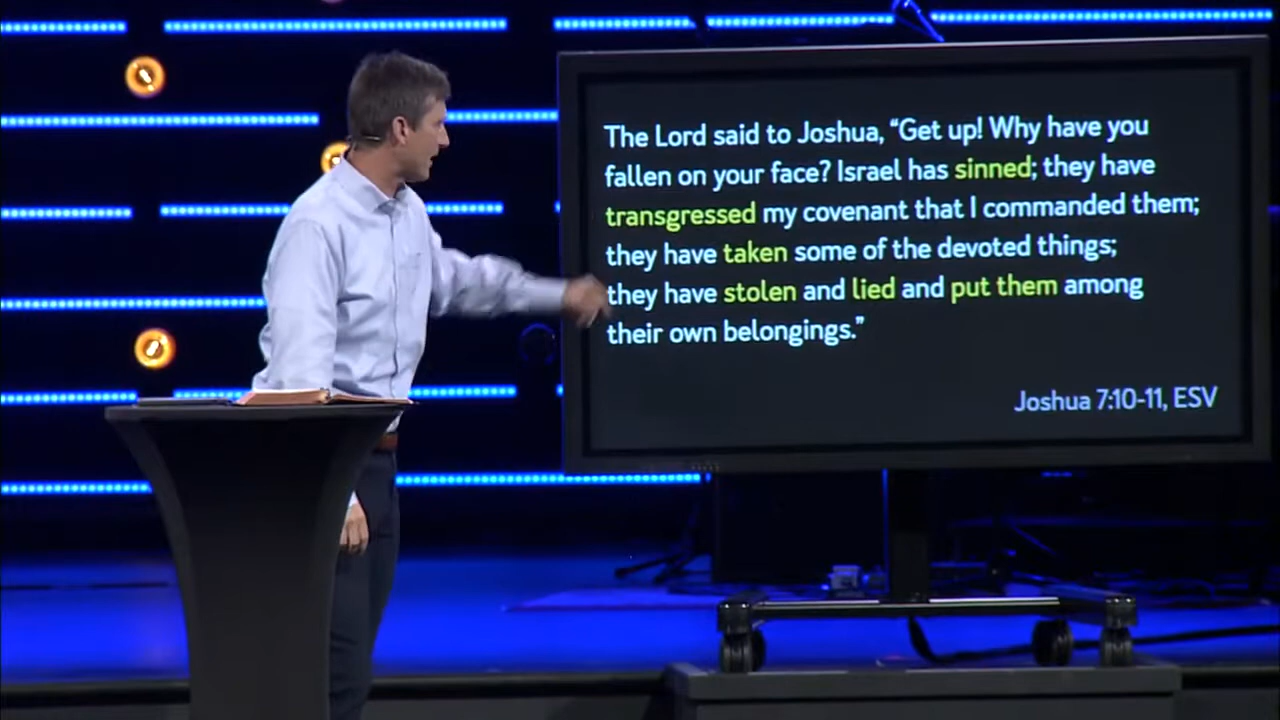 The Lord said to Joshua, “Get up! Why have you
fallen on your face? Israel has sinned; they have
transgressed my covenant that I commanded them;
they have taken some of the devoted things;
they have stolen and lied and put them among
their own belongings.”
Joshua 7:10-11, ESV